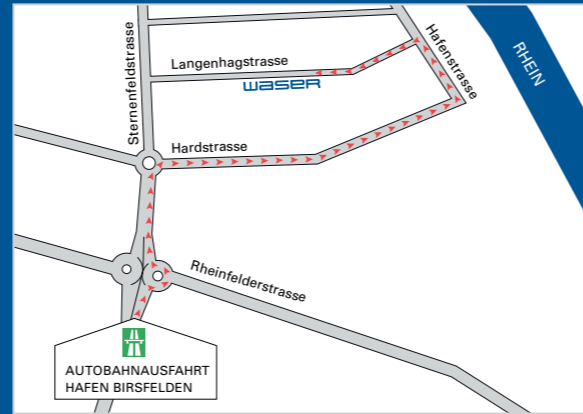 Sternenfeldstrasse
Langenhagstrasse
waser
Hafenstrasse
RHEIN
Hardstrasse
Rheinfelderstrasse
AUTOBAHNAUSFAHRT
HAFEN BIRSFELDEN